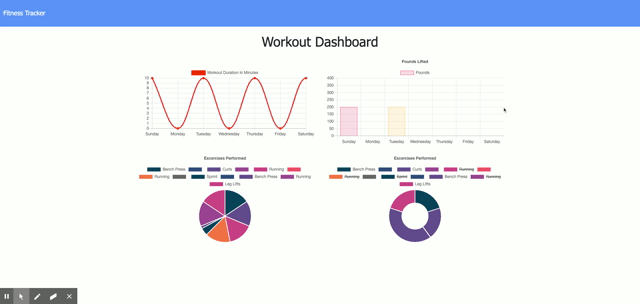 Fitness Tracker
Workout Dashboard
Workout Duration In Minutes
10
9
8
7
6
5
4
3
2
1
0
Sunday Monday Tuesday Wednesday Thursday Friday Saturday
Pounds Lifted
Pounds
400
350
300
250
200
150
100
50
0
Sunday Monday Tuesday Wednesday Thursday Friday Saturday
Excercises Performed
Bench Press Curls Running
Running Sprint Bench Press Running
Leg Lifts
Excercises Performed
Bench Press Curls Running
Running Sprint Bench Press Running
Leg Lifts